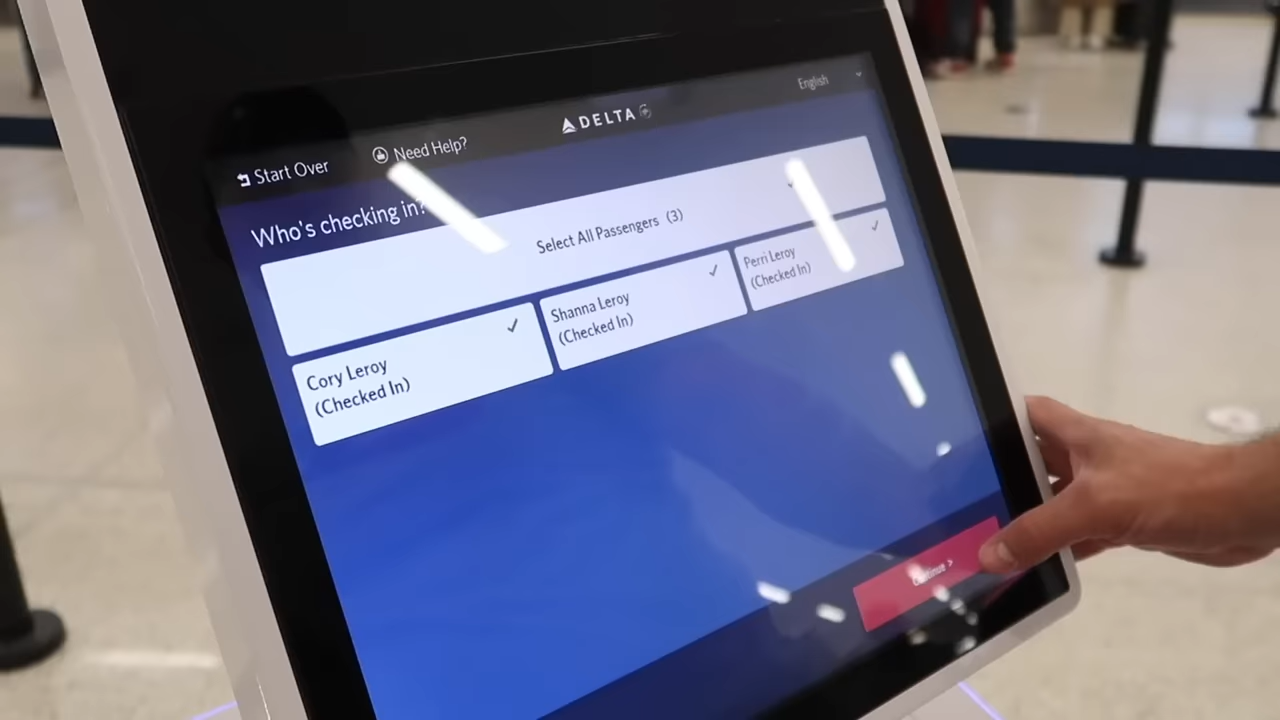 English
DELTA
Start Over
Need Help?
Who's checking in?
Select All Passengers (3)
Cory Leroy
(Checked In)
Shanna Leroy
(Checked In)
Perri Leroy
(Checked In)
Continue >